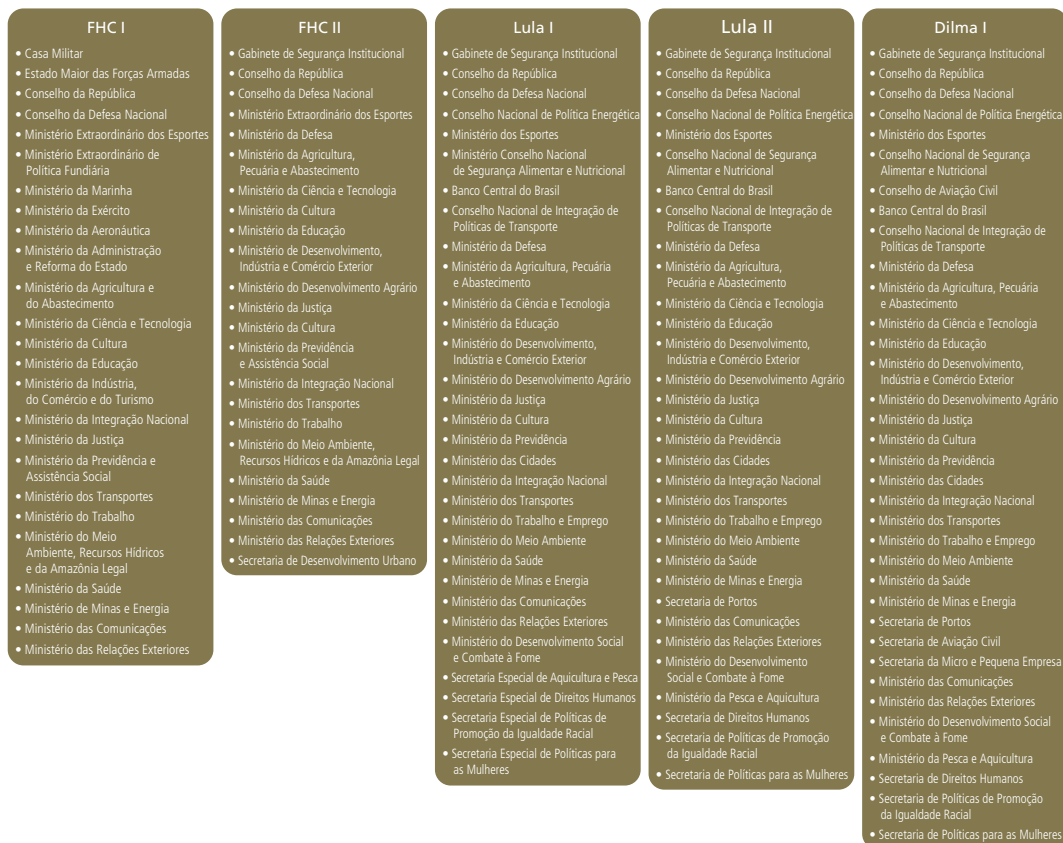 FHC I
• Casa Militar
• Estado Maior das Forças Armadas
• Conselho da República
• Conselho da Defesa Nacional
• Ministério Extraordinário dos Esportes
• Ministério Extraordinário de
Política Fundiária
• Ministério da Marinha
• Ministério da Exército
• Ministério da Aeronáutica
• Ministério da Administração
e Reforma do Estado
• Ministério da Agricultura e
do Abastecimento
• Ministério da Ciência e Tecnologia
• Ministério da Cultura
• Ministério da Educação
• Ministério da Indústria,
do Comércio e do Turismo
• Ministério da Integração Nacional
• Ministério da Justiça
• Ministério da Previdência e
Assistência Social
• Ministério dos Transportes
• Ministério do Trabalho
• Ministério do Meio
Ambiente, Recursos Hídricos
e da Amazônia Legal
• Ministério da Saúde
• Ministério de Minas e Energia
• Ministério das Comunicações
• Ministério das Relações Exteriores
FHC II
• Gabinete de Segurança Institucional
• Conselho da República
• Conselho da Defesa Nacional
• Ministério Extraordinário dos Esportes
• Ministério da Defesa
• Ministério da Agricultura,
Pecuária e Abastecimento
• Ministério da Ciência e Tecnologia
• Ministério da Cultura
• Ministério da Educação
• Ministério de Desenvolvimento,
Indústria e Comércio Exterior
• Ministério do Desenvolvimento Agrário
• Ministério da Justiça
• Ministério da Cultura
• Ministério da Previdência
e Assistência Social
• Ministério da Integração Nacional
• Ministério dos Transportes
• Ministério do Trabalho
• Ministério do Meio Ambiente,
Recursos Hídricos e da Amazônia Legal
• Ministério da Saúde
• Ministério de Minas e Energia
• Ministério das Comunicações
• Ministério das Relações Exteriores
• Secretaria de Desenvolvimento Urbano
Lula I
• Gabinete de Segurança Institucional
• Conselho da República
• Conselho da Defesa Nacional
• Conselho Nacional de Política Energética
• Ministério dos Esportes
• Ministério Conselho Nacional
de Segurança Alimentar e Nutricional
• Banco Central do Brasil
• Conselho Nacional de Integração de
Políticas de Transporte
• Ministério da Defesa
• Ministério da Agricultura, Pecuária
e Abastecimento
• Ministério da Ciência e Tecnologia
• Ministério da Educação
• Ministério do Desenvolvimento,
Indústria e Comércio Exterior
• Ministério do Desenvolvimento Agrário
• Ministério da Justiça
• Ministério da Cultura
• Ministério da Previdência
• Ministério das Cidades
• Ministério da Integração Nacional
• Ministério dos Transportes
• Ministério do Trabalho e Emprego
• Ministério do Meio Ambiente
• Ministério da Saúde
• Ministério de Minas e Energia
• Ministério das Comunicações
• Ministério das Relações Exteriores
• Ministério do Desenvolvimento Social
e Combate à Fome
• Secretaria Especial de Aquicultura e Pesca
• Secretaria Especial de Direitos Humanos
• Secretaria Especial de Políticas de
Promoção da Igualdade Racial
• Secretaria Especial de Políticas para
as Mulheres
Lula II
• Gabinete de Segurança Institucional
• Conselho da República
• Conselho da Defesa Nacional
• Conselho Nacional de Política Energética
• Ministério dos Esportes
• Conselho Nacional de Segurança
Alimentar e Nutricional
• Banco Central do Brasil
• Conselho Nacional de Integração de
Políticas de Transporte
• Ministério da Defesa
• Ministério da Agricultura,
Pecuária e Abastecimento
• Ministério da Ciência e Tecnologia
• Ministério da Educação
• Ministério do Desenvolvimento,
Indústria e Comércio Exterior
• Ministério do Desenvolvimento Agrário
• Ministério da Justiça
• Ministério da Cultura
• Ministério da Previdência
• Ministério das Cidades
• Ministério da Integração Nacional
• Ministério dos Transportes
• Ministério do Trabalho e Emprego
• Ministério do Meio Ambiente
• Ministério da Saúde
• Ministério de Minas e Energia
• Secretaria de Portos
• Ministério das Comunicações
• Ministério das Relações Exteriores
• Ministério do Desenvolvimento
Social e Combate à Fome
• Ministério da Pesca e Aquicultura
• Secretaria de Direitos Humanos
• Secretaria de Políticas de Promoção
da Igualdade Racial
• Secretaria de Políticas para as Mulheres
Dilma I
• Gabinete de Segurança Institucional
• Conselho da República
• Conselho da Defesa Nacional
• Conselho Nacional de Política Energética
• Ministério dos Esportes
• Conselho Nacional de Segurança
Alimentar e Nutricional
• Conselho de Aviação Civil
• Banco Central do Brasil
• Conselho Nacional de Integração de
Políticas de Transporte
• Ministério da Defesa
• Ministério da Agricultura, Pecuária
e Abastecimento
• Ministério da Ciência e Tecnologia
• Ministério da Educação
• Ministério do Desenvolvimento,
Indústria e Comércio Exterior
• Ministério do Desenvolvimento Agrário
• Ministério da Justiça
• Ministério da Cultura
• Ministério da Previdência
• Ministério das Cidades
• Ministério da Integração Nacional
• Ministério dos Transportes
• Ministério do Trabalho e Emprego
• Ministério do Meio Ambiente
• Ministério da Saúde
• Ministério de Minas e Energia
• Secretaria de Portos
• Secretaria de Aviação Civil
• Secretaria da Micro e Pequena Empresa
• Ministério das Comunicações
• Ministério das Relações Exteriores
• Ministério do Desenvolvimento Social
e Combate à Fome
• Ministério da Pesca e Aquicultura
• Secretaria de Direitos Humanos
• Secretaria de Políticas de Promoção
da Igualdade Racial
• Secretaria de Políticas para as Mulheres